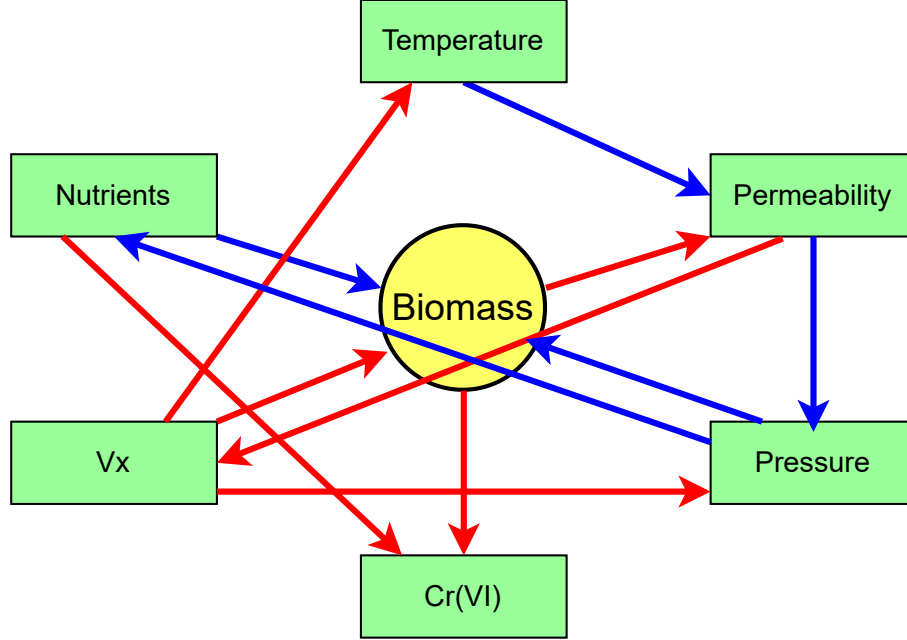 Temperature
Nutrients
Permeability
Biomass
Vx
Pressure
Cr(VI)